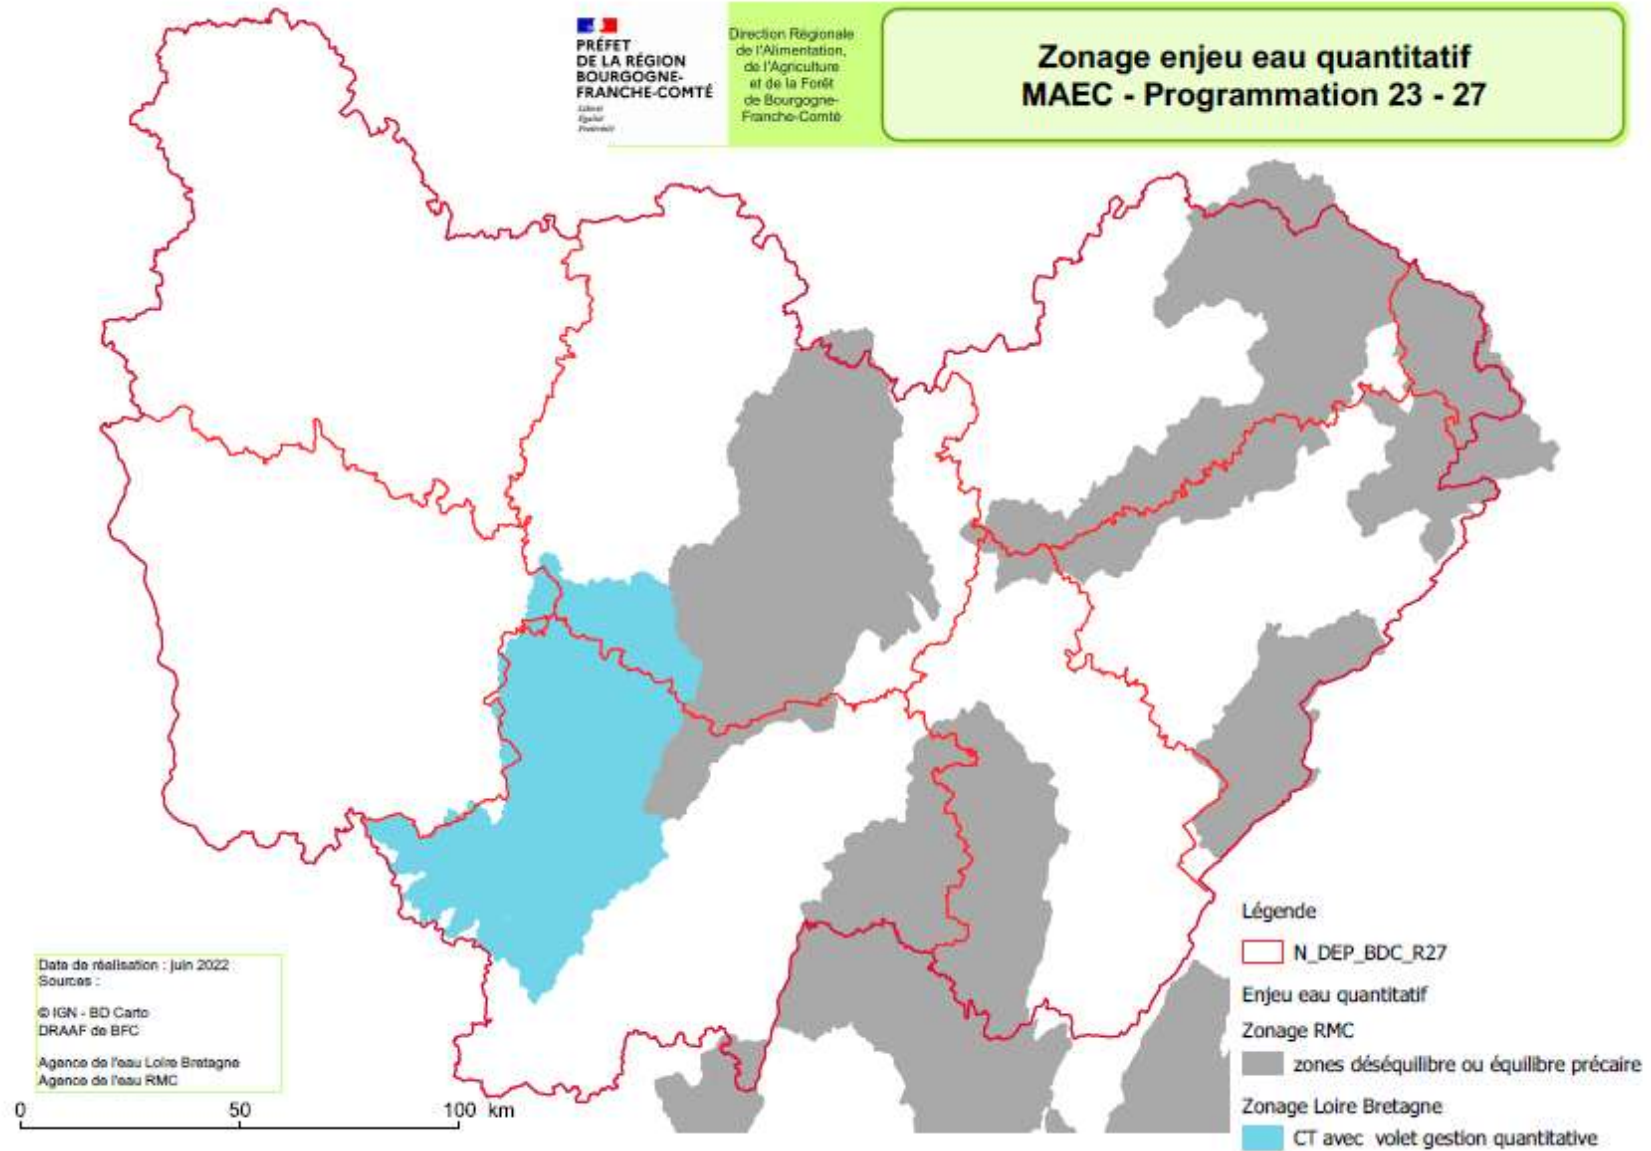 PRÉFET
DE LA RÉGION
BOURGOGNE-
FRANCHE-COMTÉ
Liberté
Égalité
Fraternité
Direction Régionale
de l'Alimentation,
de l'Agriculture
et de la Forêt
de Bourgogne-
Franche-Comté
Zonage enjeu eau quantitatif
MAEC - Programmation 23 - 27
Légende
N_DEP_BDC_R27
Enjeu eau quantitatif
Zonage RMC
zones déséquilibre ou équilibre précaire
Zonage Loire Bretagne
CT avec volet gestion quantitative
Date de réalisation : juin 2022
Sources :
© IGN - BD Carto
DRAAF de BFC
Agence de l'eau Loire Bretagne
Agence de l'eau RMC
0 50 100 km